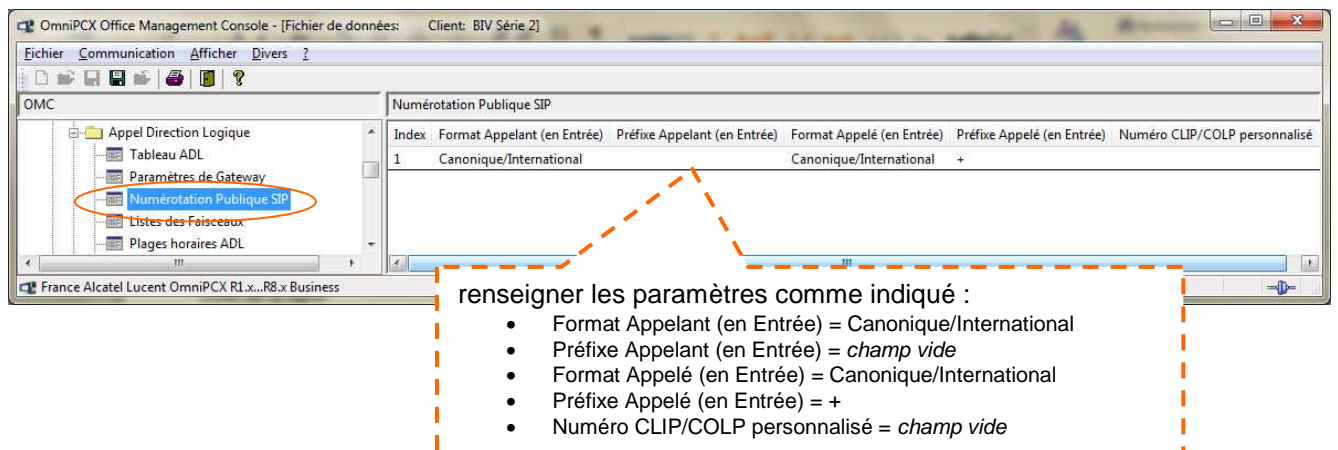 OmniPCX Office Management Console - [Fichier de données: Client: BIV Série 2]
Fichier Communication Afficher Divers ?
OMC
Numérotation Publique SIP
Appel Direction Logique
Tableau ADL
Paramètres de Gateway
Numérotation Publique SIP
Listes des Faisceaux
Plages horaires ADL
Index Format Appelant (en Entrée) Préfixe Appelant (en Entrée) Format Appelé (en Entrée) Préfixe Appelé (en Entrée) Numéro CLIP/COLP personnalisé
1 Canonique/International Canonique/International +
France Alcatel Lucent OmniPCX R1.x...R8.x Business
renseigner les paramètres comme indiqué :
• Format Appelant (en Entrée) = Canonique/International
• Préfixe Appelant (en Entrée) = champ vide
• Format Appelé (en Entrée) = Canonique/International
• Préfixe Appelé (en Entrée) = +
• Numéro CLIP/COLP personnalisé = champ vide